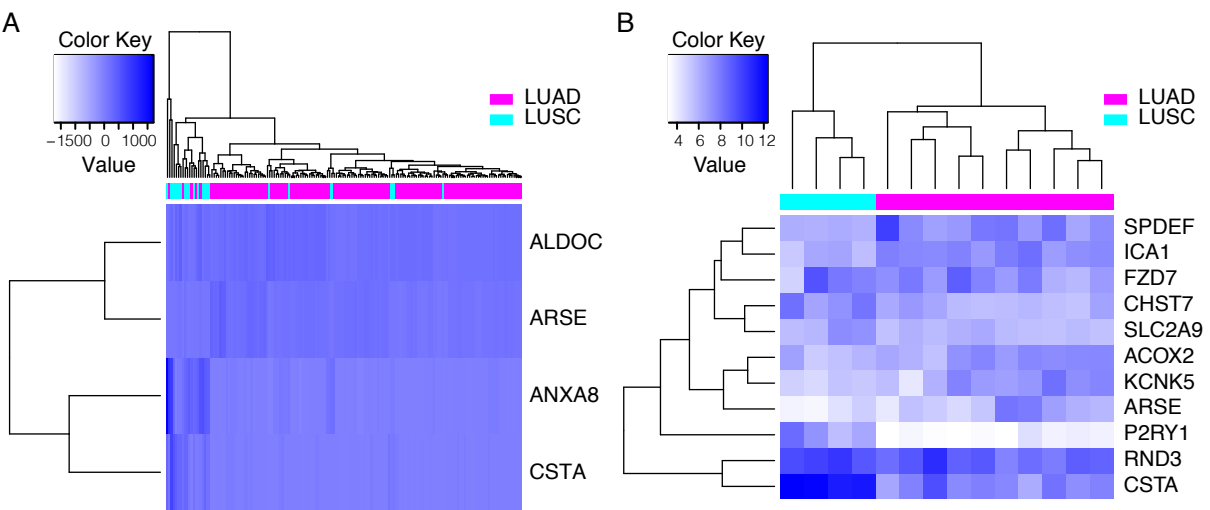 A
Color Key
−1500 0 1000
Value
LUAD
LUSC
ALDOC
ARSE
ANXA8
CSTA
B
Color Key
4 6 8 10 12
Value
LUAD
LUSC
SPDEF
ICA1
FZD7
CHST7
SLC2A9
ACOX2
KCNK5
ARSE
P2RY1
RND3
CSTA